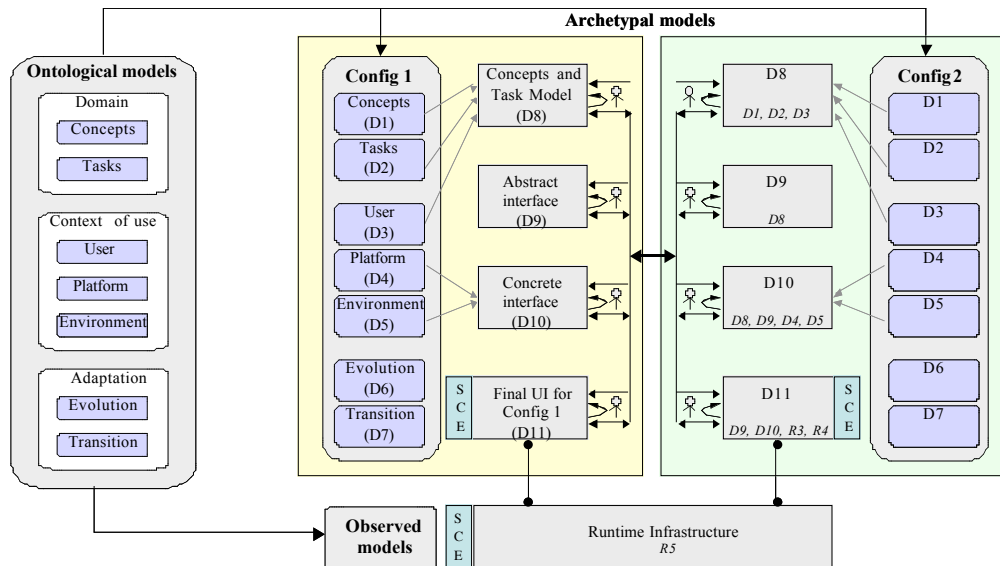 Archetypal models
Ontological models
Domain
Concepts
Tasks
Context of use
User
Platform
Environment
Adaptation
Evolution
Transition
Config 1
Concepts
(D1)
Tasks
(D2)
User
(D3)
Platform
(D4)
Environment
(D5)
Evolution
(D6)
Transition
(D7)
Concepts and
Task Model
(D8)
Abstract
interface
(D9)
Concrete
interface
(D10)
S
C
E
Final UI for
Config 1
(D11)
D8
D1, D2, D3
D9
D8
D10
D8, D9, D4, D5
D11
D9, D10, R3, R4
S
C
E
Config 2
D1
D2
D3
D4
D5
D6
D7
Observed
models
S
C
E
Runtime Infrastructure
R5